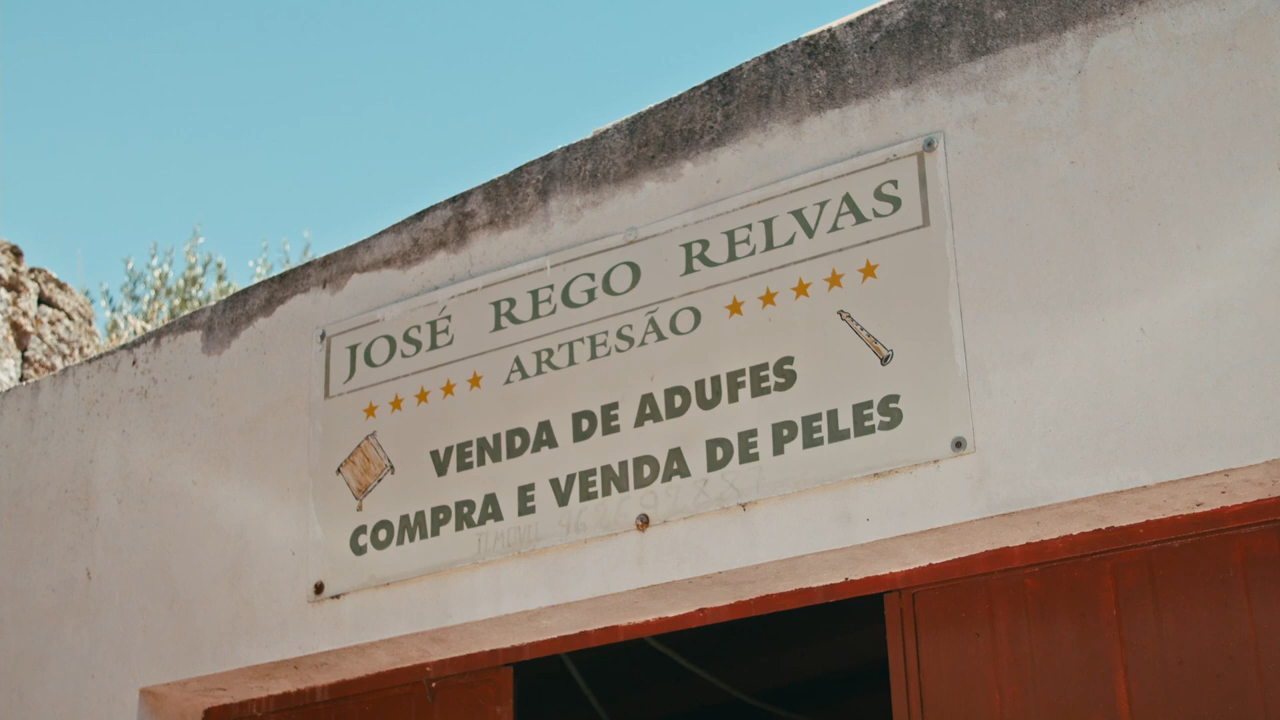 JOSÉ REGO RELVAS
ARTESÃO
VENDA DE ADUFES
COMPRA E VENDA DE PELES